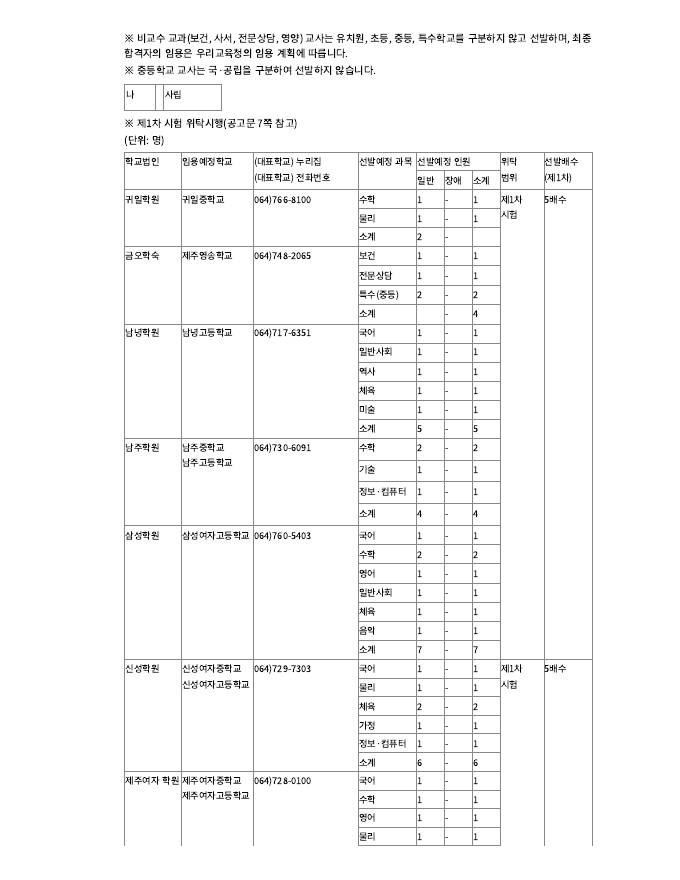 ※ 비교수 교과(보건, 사서, 전문상담, 영양) 교사는 유치원, 초등, 중등, 특수학교를 구분하지 않고 선발하며, 최종
합격자의 임용은 우리교육청의 임용 계획에 따릅니다.
※ 중등학교 교사는 국·공립을 구분하여 선발하지 않습니다.
나 사립
※ 제1차 시험 위탁시행(공고문 7쪽 참고)
(단위: 명)
학교법인 임용예정학교 (대표학교) 누리집 선발예정 과목 선발예정 인원 위탁 선발배수
(대표학교) 전화번호 일반 장애 소계 범위 (제1차)
귀일학원 귀일중학교 064)766-8100 수학 1 - 1 제1차 5배수
물리 1 - 1 시험
소계 2 -
금오학숙 제주영송학교 064)748-2065 보건 1 - 1
전문상담 1 - 1
특수(중등) 2 - 2
소계 - 4
남녕학원 남녕고등학교 064)717-6351 국어 1 - 1
일반사회 1 - 1
역사 1 - 1
체육 1 - 1
미술 1 - 1
소계 5 - 5
남주학원 남주중학교 064)730-6091 수학 2 - 2
남주고등학교
기술 1 - 1
정보·컴퓨터 1 - 1
소계 4 - 4
삼성학원 삼성여자고등학교 064)760-5403 국어 1 - 1
수학 2 - 2
영어 1 - 1
일반사회 1 - 1
체육 1 - 1
음악 1 - 1
소계 7 - 7
신성학원 신성여자중학교 064)729-7303 국어 1 - 1 제1차 5배수
신성여자고등학교 물리 1 - 1 시험
체육 2 - 2
가정 1 - 1
정보·컴퓨터 1 - 1
소계 6 - 6
제주여자 학원 제주여자중학교 064)728-0100 국어 1 - 1
제주여자고등학교 수학 1 - 1
영어 1 - 1
물리 1 - 1